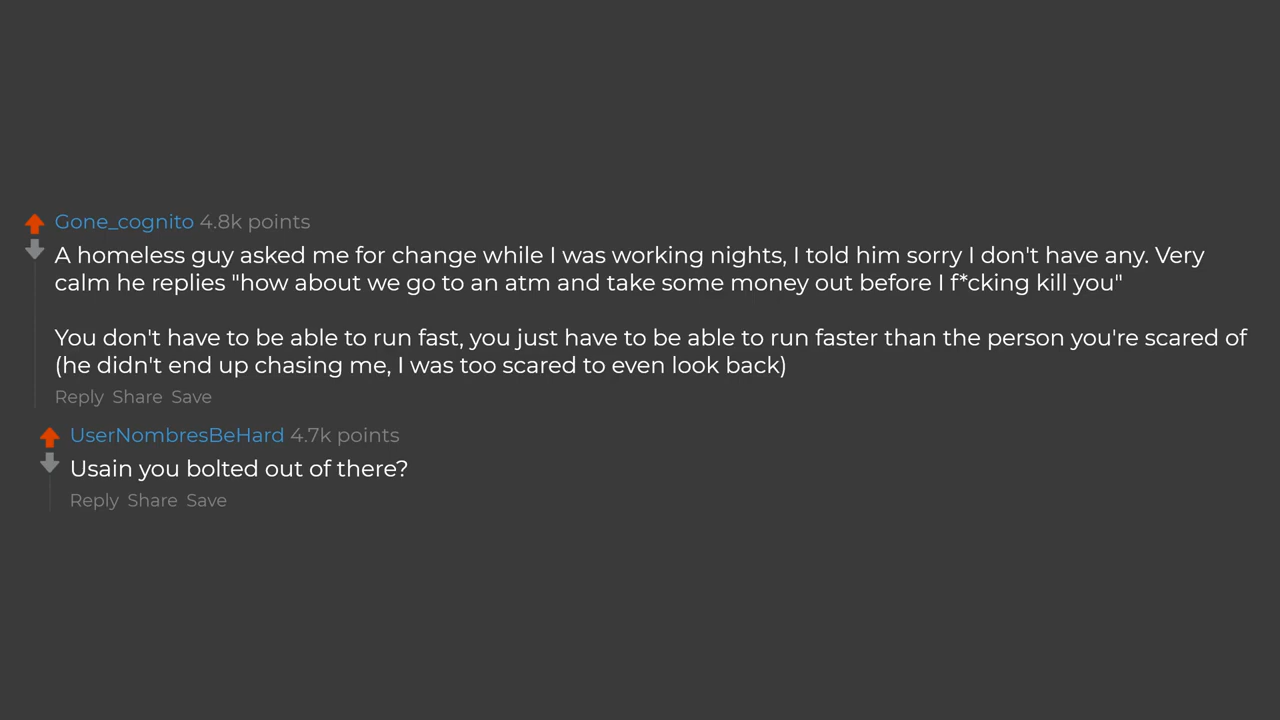 Gone_cognito 4.8k points
A homeless guy asked me for change while I was working nights, I told him sorry I don't have any. Very
calm he replies "how about we go to an atm and take some money out before I f*cking kill you"
You don't have to be able to run fast, you just have to be able to run faster than the person you're scared of
(he didn't end up chasing me, I was too scared to even look back)
Reply Share Save
UserNombresBeHard 4.7k points
Usain you bolted out of there?
Reply Share Save